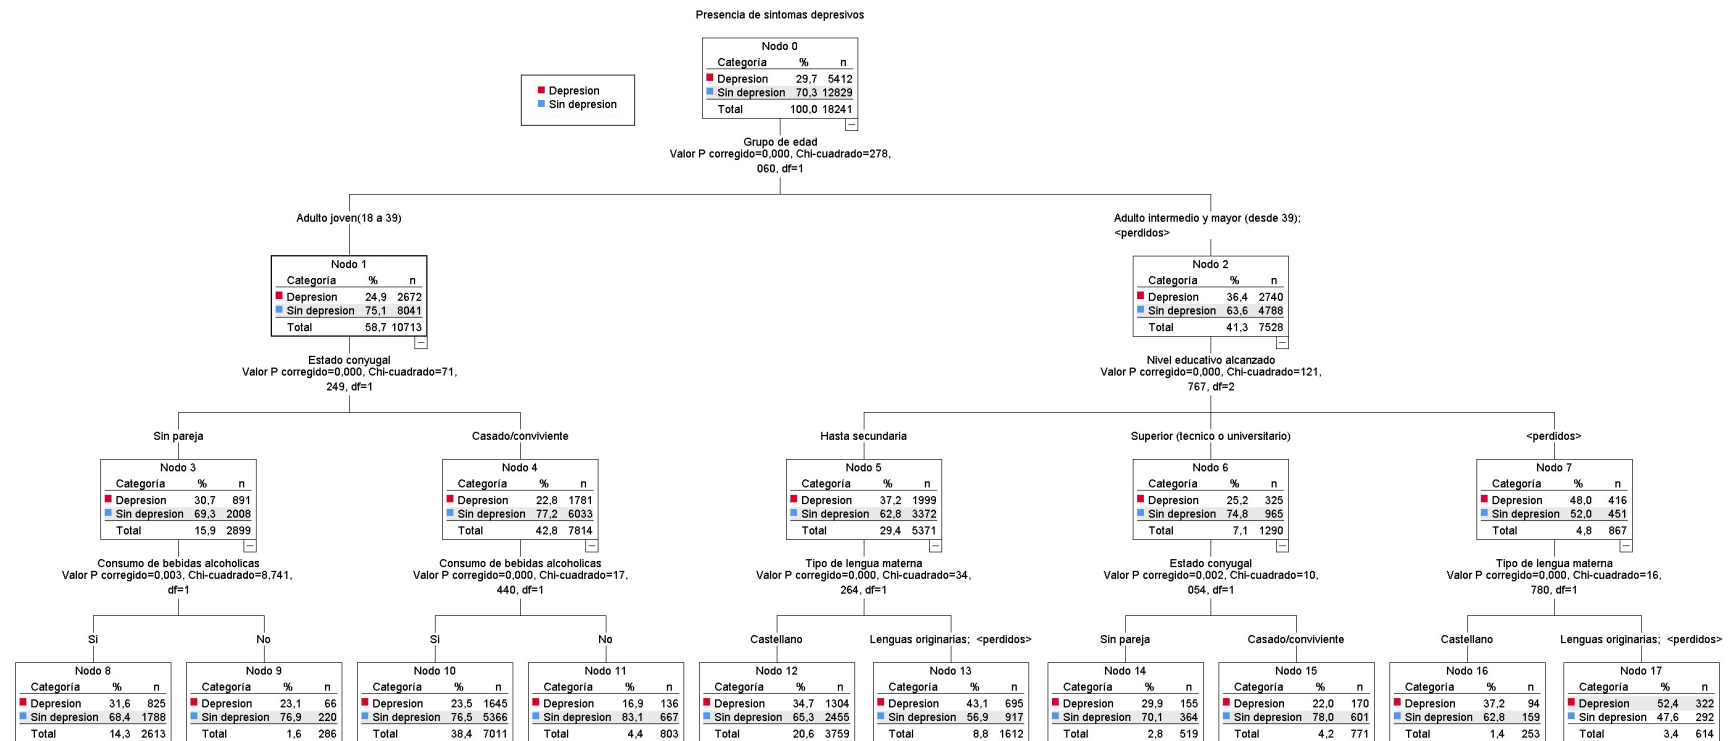 Presencia de sintomas depresivos
Nodo 0
Categoría % n
Depresion 29,7 5412
Sin depresion 70,3 12829
Total 100,0 18241
Depresion
Sin depresion
Grupo de edad
Valor P corregido=0,000, Chi-cuadrado=278,
060, df=1
Adulto joven(18 a 39)
Adulto intermedio y mayor (desde 39);
<perdidos>
Nodo 1
Categoría % n
Depresion 24,9 2672
Sin depresion 75,1 8041
Total 58,7 10713
Nodo 2
Categoría % n
Depresion 36,4 2740
Sin depresion 63,6 4788
Total 41,3 7528
Estado conyugal
Valor P corregido=0,000, Chi-cuadrado=71,
249, df=1
Nivel educativo alcanzado
Valor P corregido=0,000, Chi-cuadrado=121,
767, df=2
Sin pareja
Casado/conviviente
Hasta secundaria
Superior (tecnico o universitario)
<perdidos>
Nodo 3
Categoría % n
Depresion 30,7 891
Sin depresion 69,3 2008
Total 15,9 2899
Nodo 4
Categoría % n
Depresion 22,8 1781
Sin depresion 77,2 6033
Total 42,8 7814
Nodo 5
Categoría % n
Depresion 37,2 1999
Sin depresion 62,8 3372
Total 29,4 5371
Nodo 6
Categoría % n
Depresion 25,2 325
Sin depresion 74,8 965
Total 7,1 1290
Nodo 7
Categoría % n
Depresion 48,0 416
Sin depresion 52,0 451
Total 4,8 867
Consumo de bebidas alcoholicas
Valor P corregido=0,003, Chi-cuadrado=8,741,
df=1
Consumo de bebidas alcoholicas
Valor P corregido=0,000, Chi-cuadrado=17,
440, df=1
Tipo de lengua materna
Valor P corregido=0,000, Chi-cuadrado=34,
264, df=1
Estado conyugal
Valor P corregido=0,002, Chi-cuadrado=10,
054, df=1
Tipo de lengua materna
Valor P corregido=0,000, Chi-cuadrado=16,
780, df=1
Si
No
Si
No
Castellano
Lenguas originarias; <perdidos>
Sin pareja
Casado/conviviente
Castellano
Lenguas originarias; <perdidos>
Nodo 8
Categoría % n
Depresion 31,6 825
Sin depresion 68,4 1788
Total 14,3 2613
Nodo 9
Categoría % n
Depresion 23,1 66
Sin depresion 76,9 220
Total 1,6 286
Nodo 10
Categoría % n
Depresion 23,5 1645
Sin depresion 76,5 5366
Total 38,4 7011
Nodo 11
Categoría % n
Depresion 16,9 136
Sin depresion 83,1 667
Total 4,4 803
Nodo 12
Categoría % n
Depresion 34,7 1304
Sin depresion 65,3 2455
Total 20,6 3759
Nodo 13
Categoría % n
Depresion 43,1 695
Sin depresion 56,9 917
Total 8,8 1612
Nodo 14
Categoría % n
Depresion 29,9 155
Sin depresion 70,1 364
Total 2,8 519
Nodo 15
Categoría % n
Depresion 22,0 170
Sin depresion 78,0 601
Total 4,2 771
Nodo 16
Categoría % n
Depresion 37,2 94
Sin depresion 62,8 159
Total 1,4 253
Nodo 17
Categoría % n
Depresion 52,4 322
Sin depresion 47,6 292
Total 3,4 614